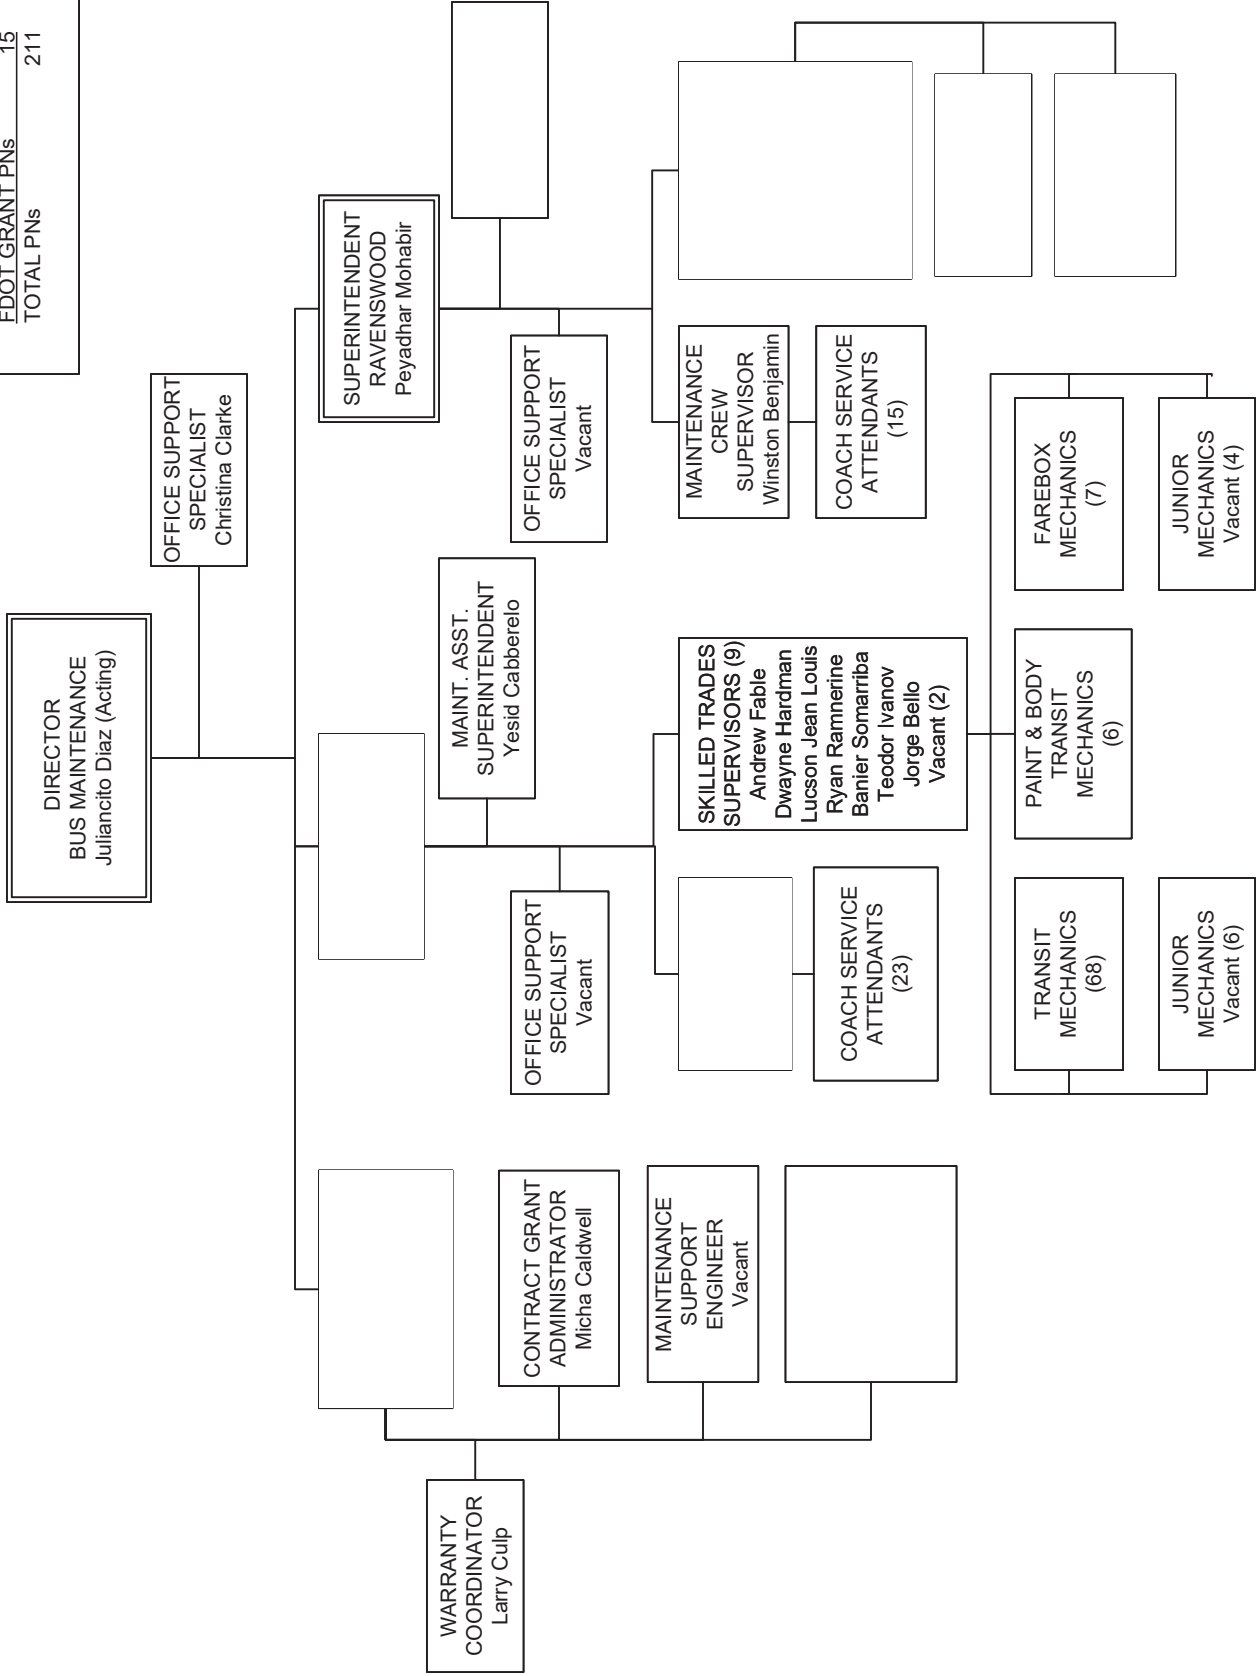 FDOT GRANT PNs 15
TOTAL PNs 211
DIRECTOR
BUS MAINTENANCE
Juliancito Diaz (Acting)
OFFICE SUPPORT
SPECIALIST
Christina Clarke
SUPERINTENDENT
RAVENSWOOD
Peyadhar Mohabir
WARRANTY
COORDINATOR
Larry Culp
CONTRACT GRANT
ADMINISTRATOR
Micha Caldwell
MAINTENANCE
SUPPORT
ENGINEER
Vacant
MAINT. ASST.
SUPERINTENDENT
Yesid Cabberelo
OFFICE SUPPORT
SPECIALIST
Vacant
COACH SERVICE
ATTENDANTS
(23)
SKILLED TRADES
SUPERVISORS (9)
Andrew Fable
Dwayne Hardman
Lucson Jean Louis
Ryan Ramnerine
Banier Somarriba
Teodor Ivanov
Jorge Bello
Vacant (2)
TRANSIT
MECHANICS
(68)
JUNIOR
MECHANICS
Vacant (6)
PAINT & BODY
TRANSIT
MECHANICS
(6)
FAREBOX
MECHANICS
(7)
JUNIOR
MECHANICS
Vacant (4)
OFFICE SUPPORT
SPECIALIST
Vacant
MAINTENANCE
CREW
SUPERVISOR
Winston Benjamin
COACH SERVICE
ATTENDANTS
(15)